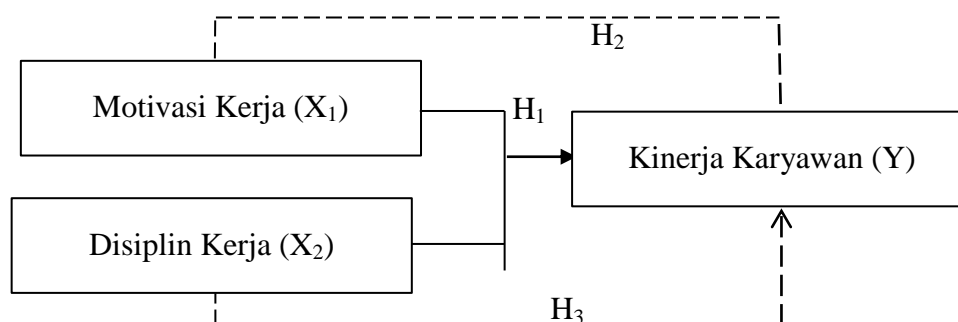 H₂
Motivasi Kerja (X₁)
H₁
Kinerja Karyawan (Y)
Disiplin Kerja (X₂)
H₃